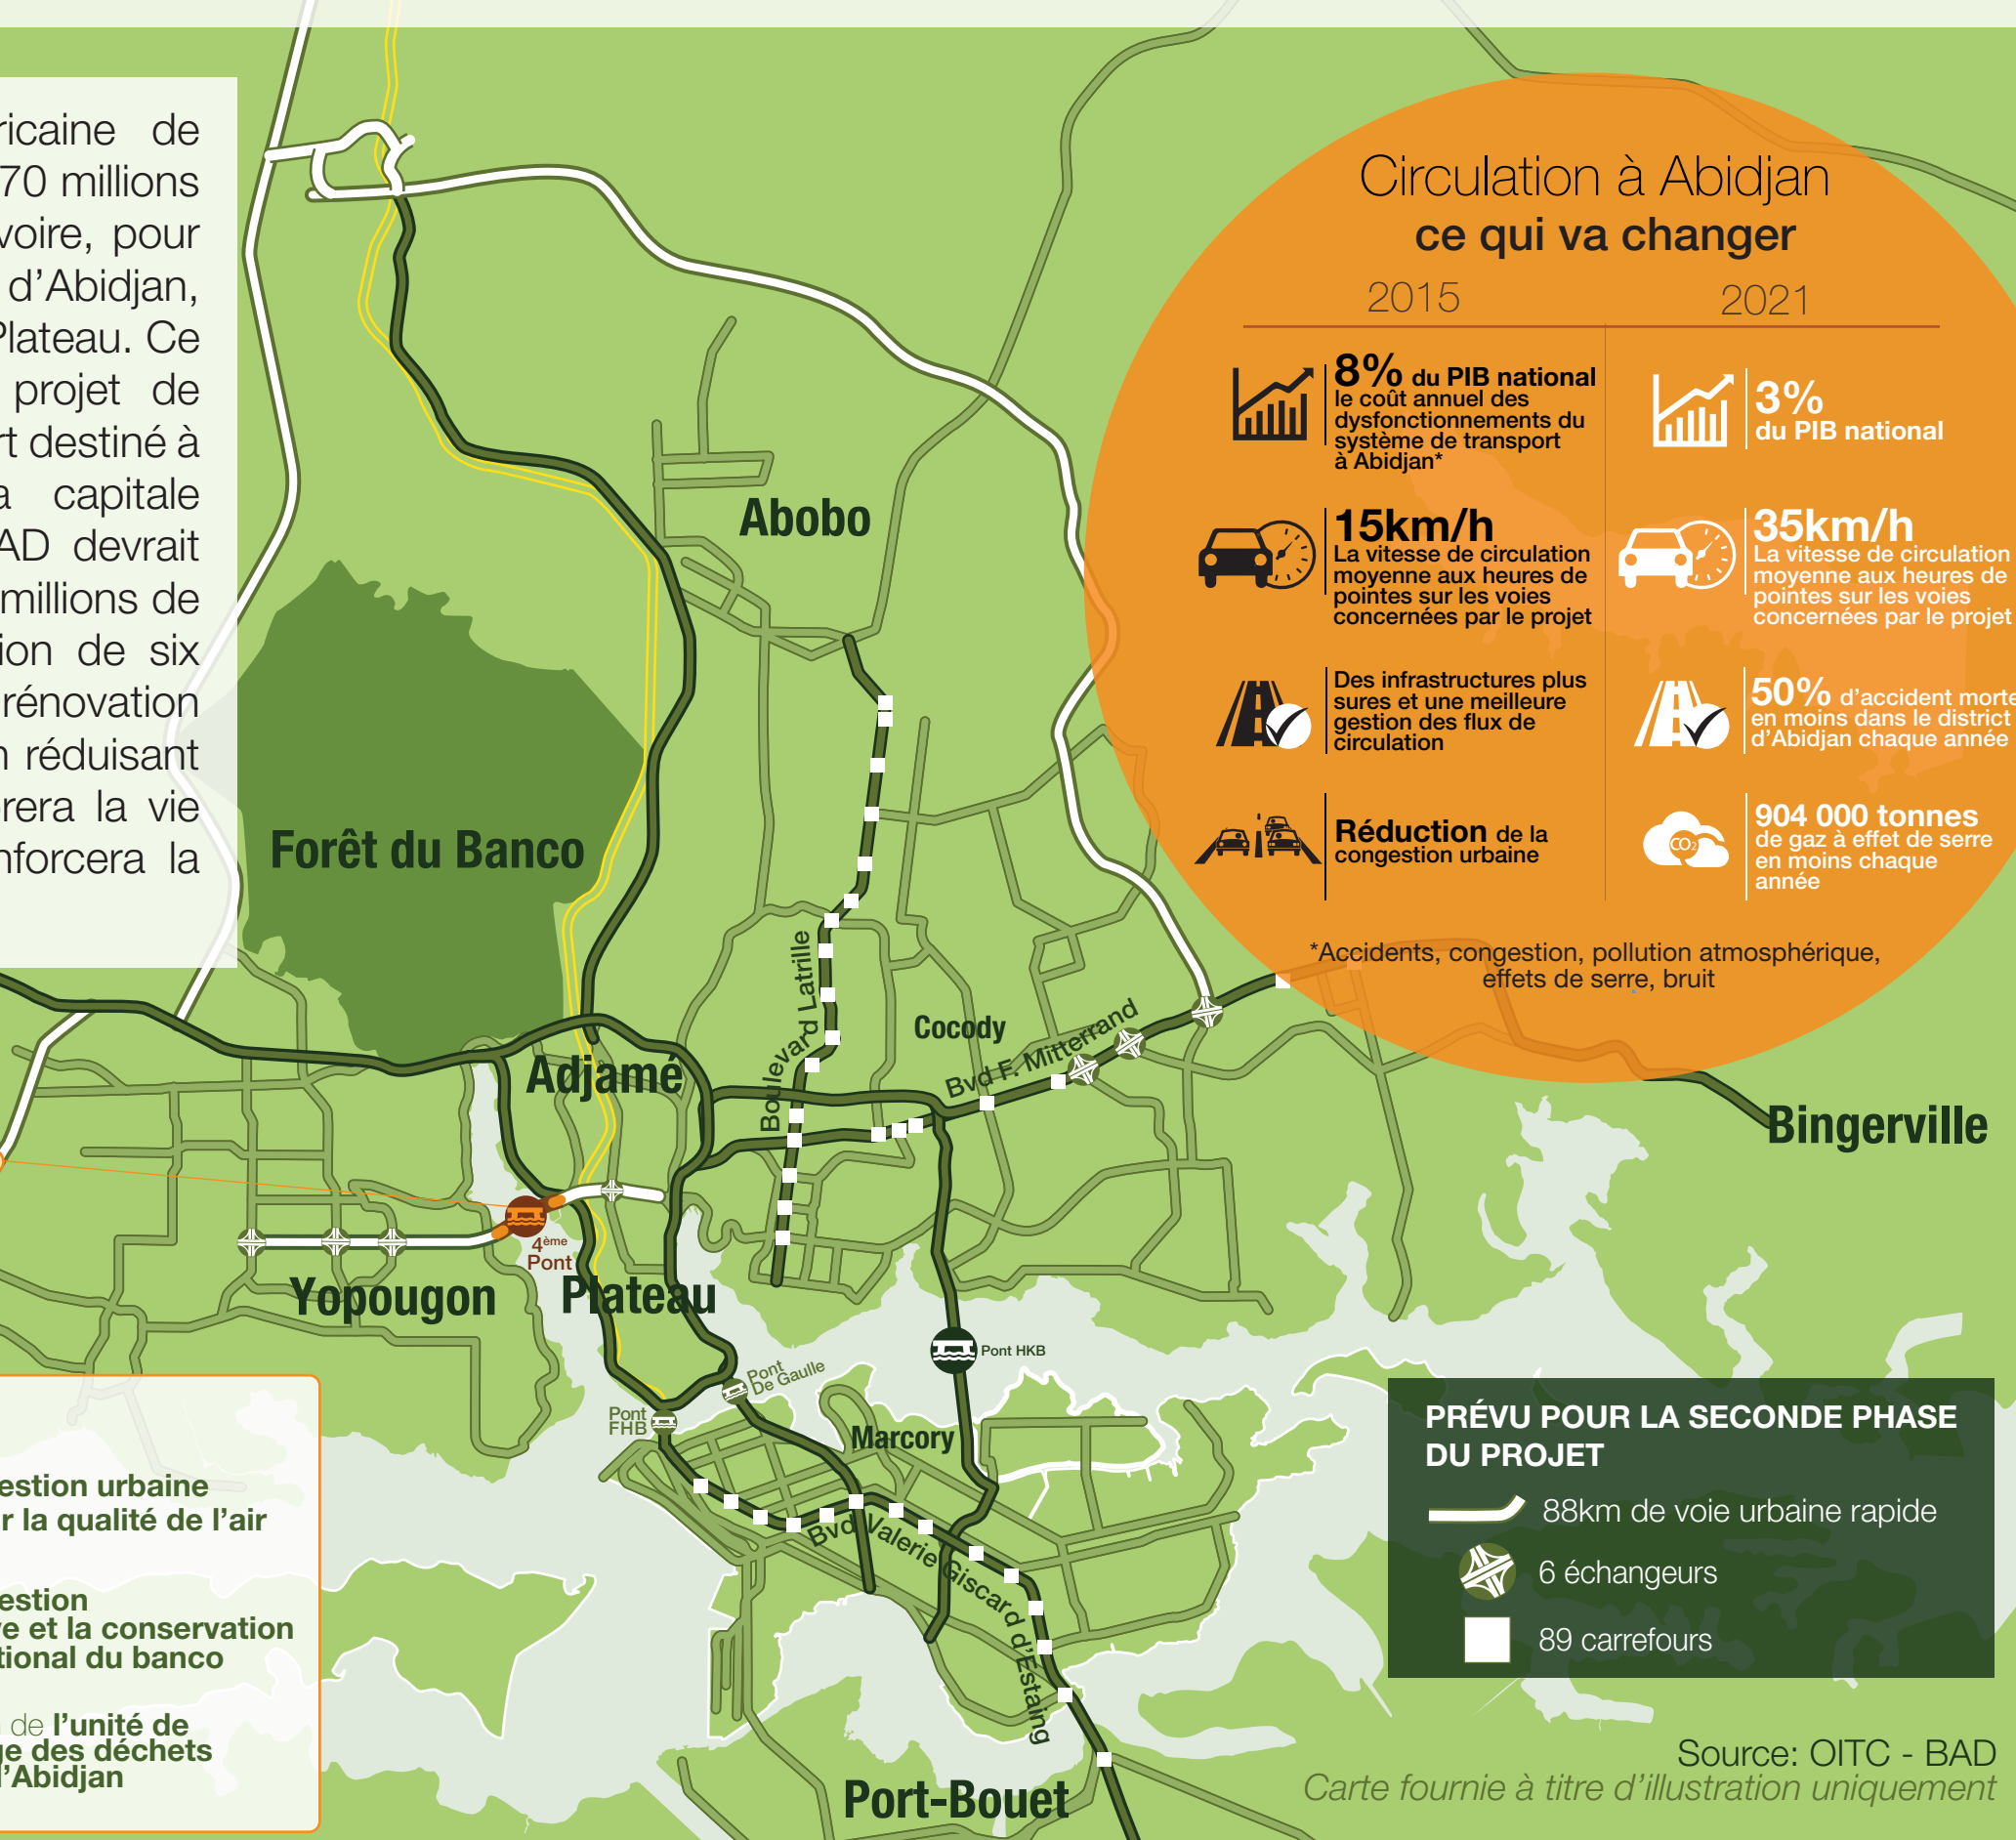 ricaine de
70 millions
voire, pour
d’Abidjan,
Plateau. Ce
projet de
rt destiné à
a capitale
AD devrait
millions de
ion de six
rénovation
n réduisant
rera la vie
nforcera la
Circulation à Abidjan
ce qui va changer
2015
8% du PIB national
le coût annuel des
dysfonctionnements du
système de transport
à Abidjan*
15km/h
La vitesse de circulation
moyenne aux heures de
pointes sur les voies
concernées par le projet
Des infrastructures plus
sures et une meilleure
gestion des flux de
circulation
Réduction de la
congestion urbaine
2021
3%
du PIB national
35km/h
La vitesse de circulation
moyenne aux heures de
pointes sur les voies
concernées par le projet
50% d’accident morte
en moins dans le district
d’Abidjan chaque année
CO2
904 000 tonnes
de gaz à effet de serre
en moins chaque
année
*Accidents, congestion, pollution atmosphérique,
effets de serre, bruit
Abobo
Forêt du Banco
Boulevard Latrille
Cocody
Bvd F. Mitterrand
Adjamé
Bingerville
4ème
Pont
Yopougon
Plateau
Pont HKB
Pont
De Gaulle
Pont
FHB
Marcory
Bvd Valerie Giscard d’Estaing
Port-Bouet
estion urbaine
r la qualité de l’air
estion
ve et la conservation
tional du banco
n de l’unité de
ge des déchets
l’Abidjan
PRÉVU POUR LA SECONDE PHASE
DU PROJET
88km de voie urbaine rapide
6 échangeurs
89 carrefours
Source: OITC - BAD
Carte fournie à titre d’illustration uniquement